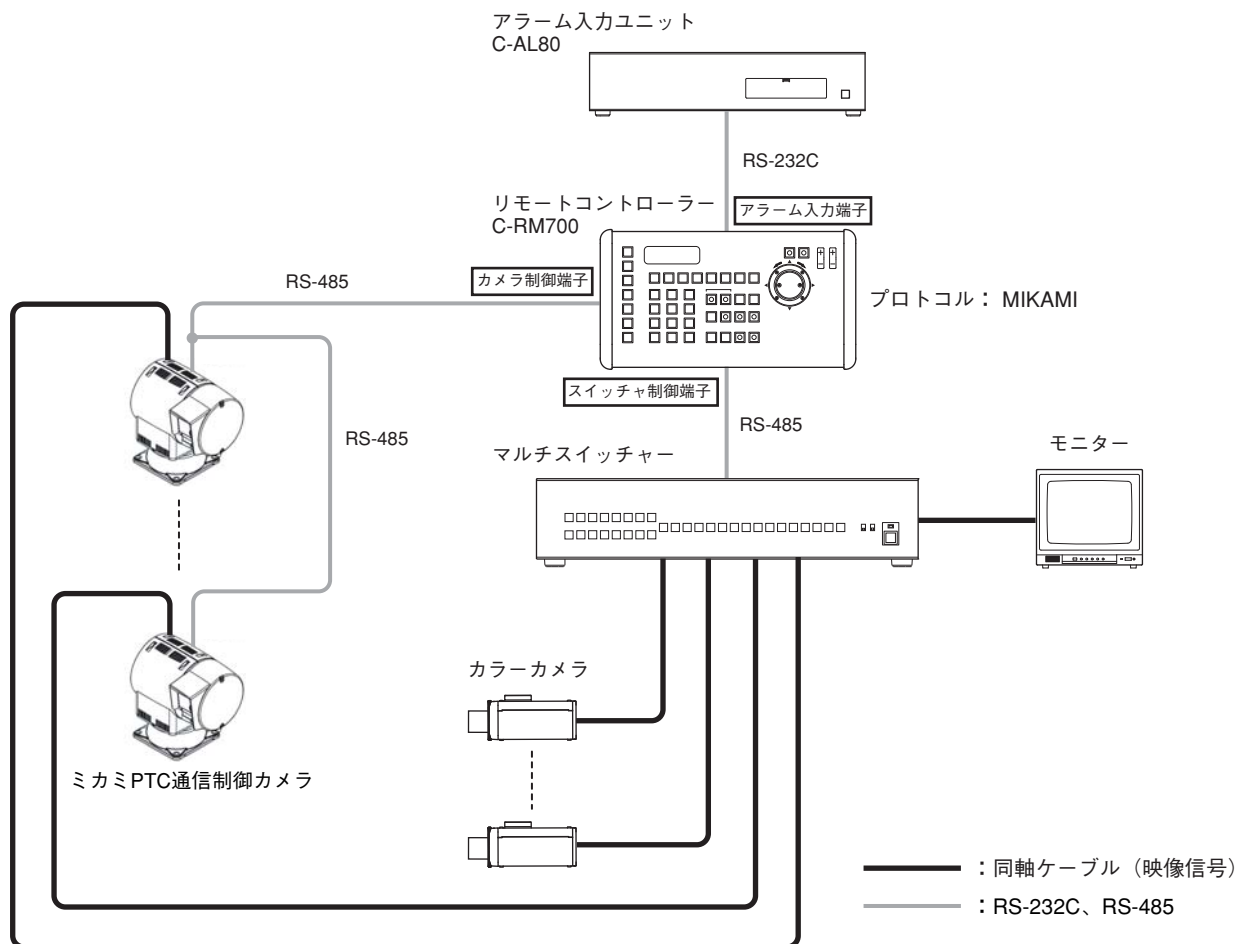 アラーム入力ユニット
C-AL80
RS-232C
リモートコントローラー
C-RM700
アラーム入力端子
RS-485
カメラ制御端子
プロトコル： MIKAMI
スイッチャ制御端子
RS-485
RS-485
マルチスイッチャー
モニター
カラーカメラ
ミカミPTC通信制御カメラ
：同軸ケーブル（映像信号）
：RS-232C、RS-485